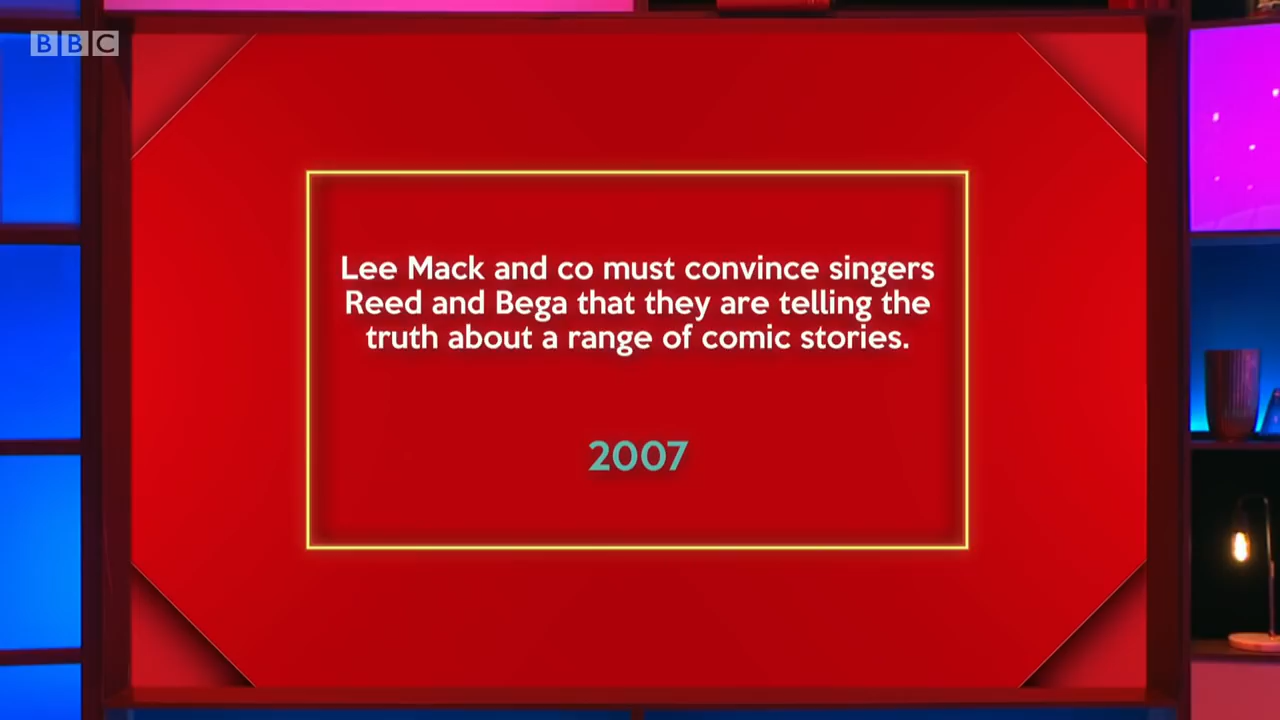 BBC
Lee Mack and co must convince singers
Reed and Bega that they are telling the
truth about a range of comic stories.
2007